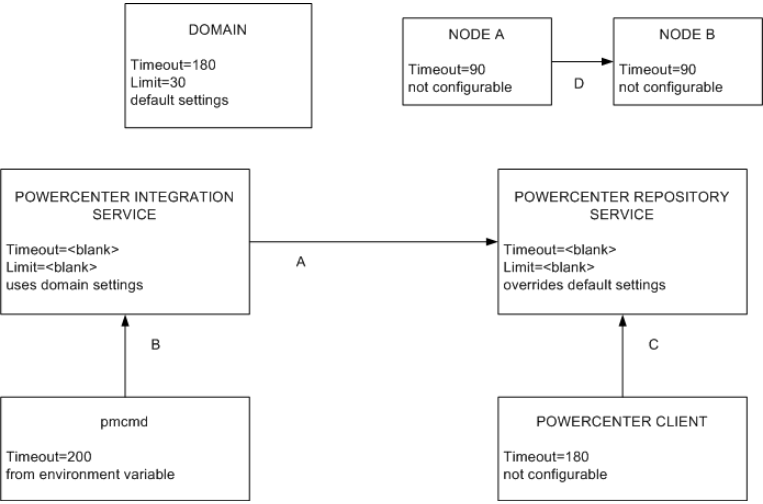 DOMAIN
Timeout=180
Limit=30
default settings
NODE A
Timeout=90
not configurable
D
NODE B
Timeout=90
not configurable
POWERCENTER INTEGRATION
SERVICE
Timeout=<blank>
Limit=<blank>
uses domain settings
A
POWERCENTER REPOSITORY
SERVICE
Timeout=<blank>
Limit=<blank>
overrides default settings
B
C
pmcmd
Timeout=200
from environment variable
POWERCENTER CLIENT
Timeout=180
not configurable